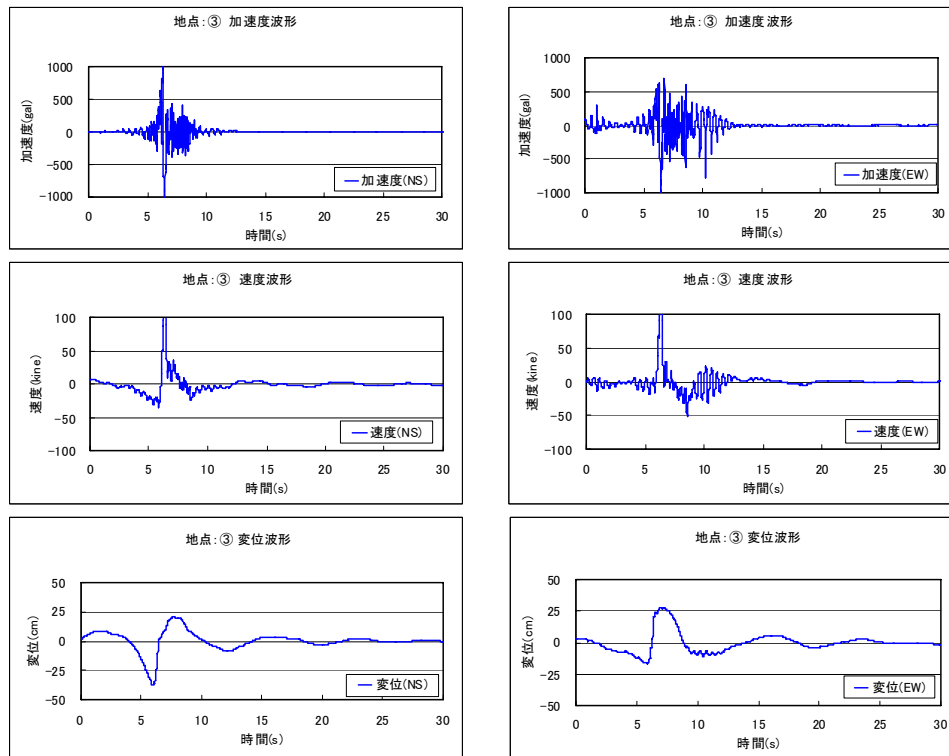 地点:③ 加速度波形
加速度(gal)
1000
500
0
-500
-1000
0 5 10 15 20 25 30
時間(s)
加速度(NS)
地点:③ 加速度波形
加速度(gal)
1000
500
0
-500
-1000
0 5 10 15 20 25 30
時間(s)
加速度(EW)
地点:③ 速度波形
速度(kine)
100
50
0
-50
-100
0 5 10 15 20 25 30
時間(s)
速度(NS)
地点:③ 速度波形
速度(kine)
100
50
0
-50
-100
0 5 10 15 20 25 30
時間(s)
速度(EW)
地点:③ 変位波形
変位(cm)
50
25
0
-25
-50
0 5 10 15 20 25 30
時間(s)
変位(NS)
地点:③ 変位波形
変位(cm)
50
25
0
-25
-50
0 5 10 15 20 25 30
時間(s)
変位(EW)